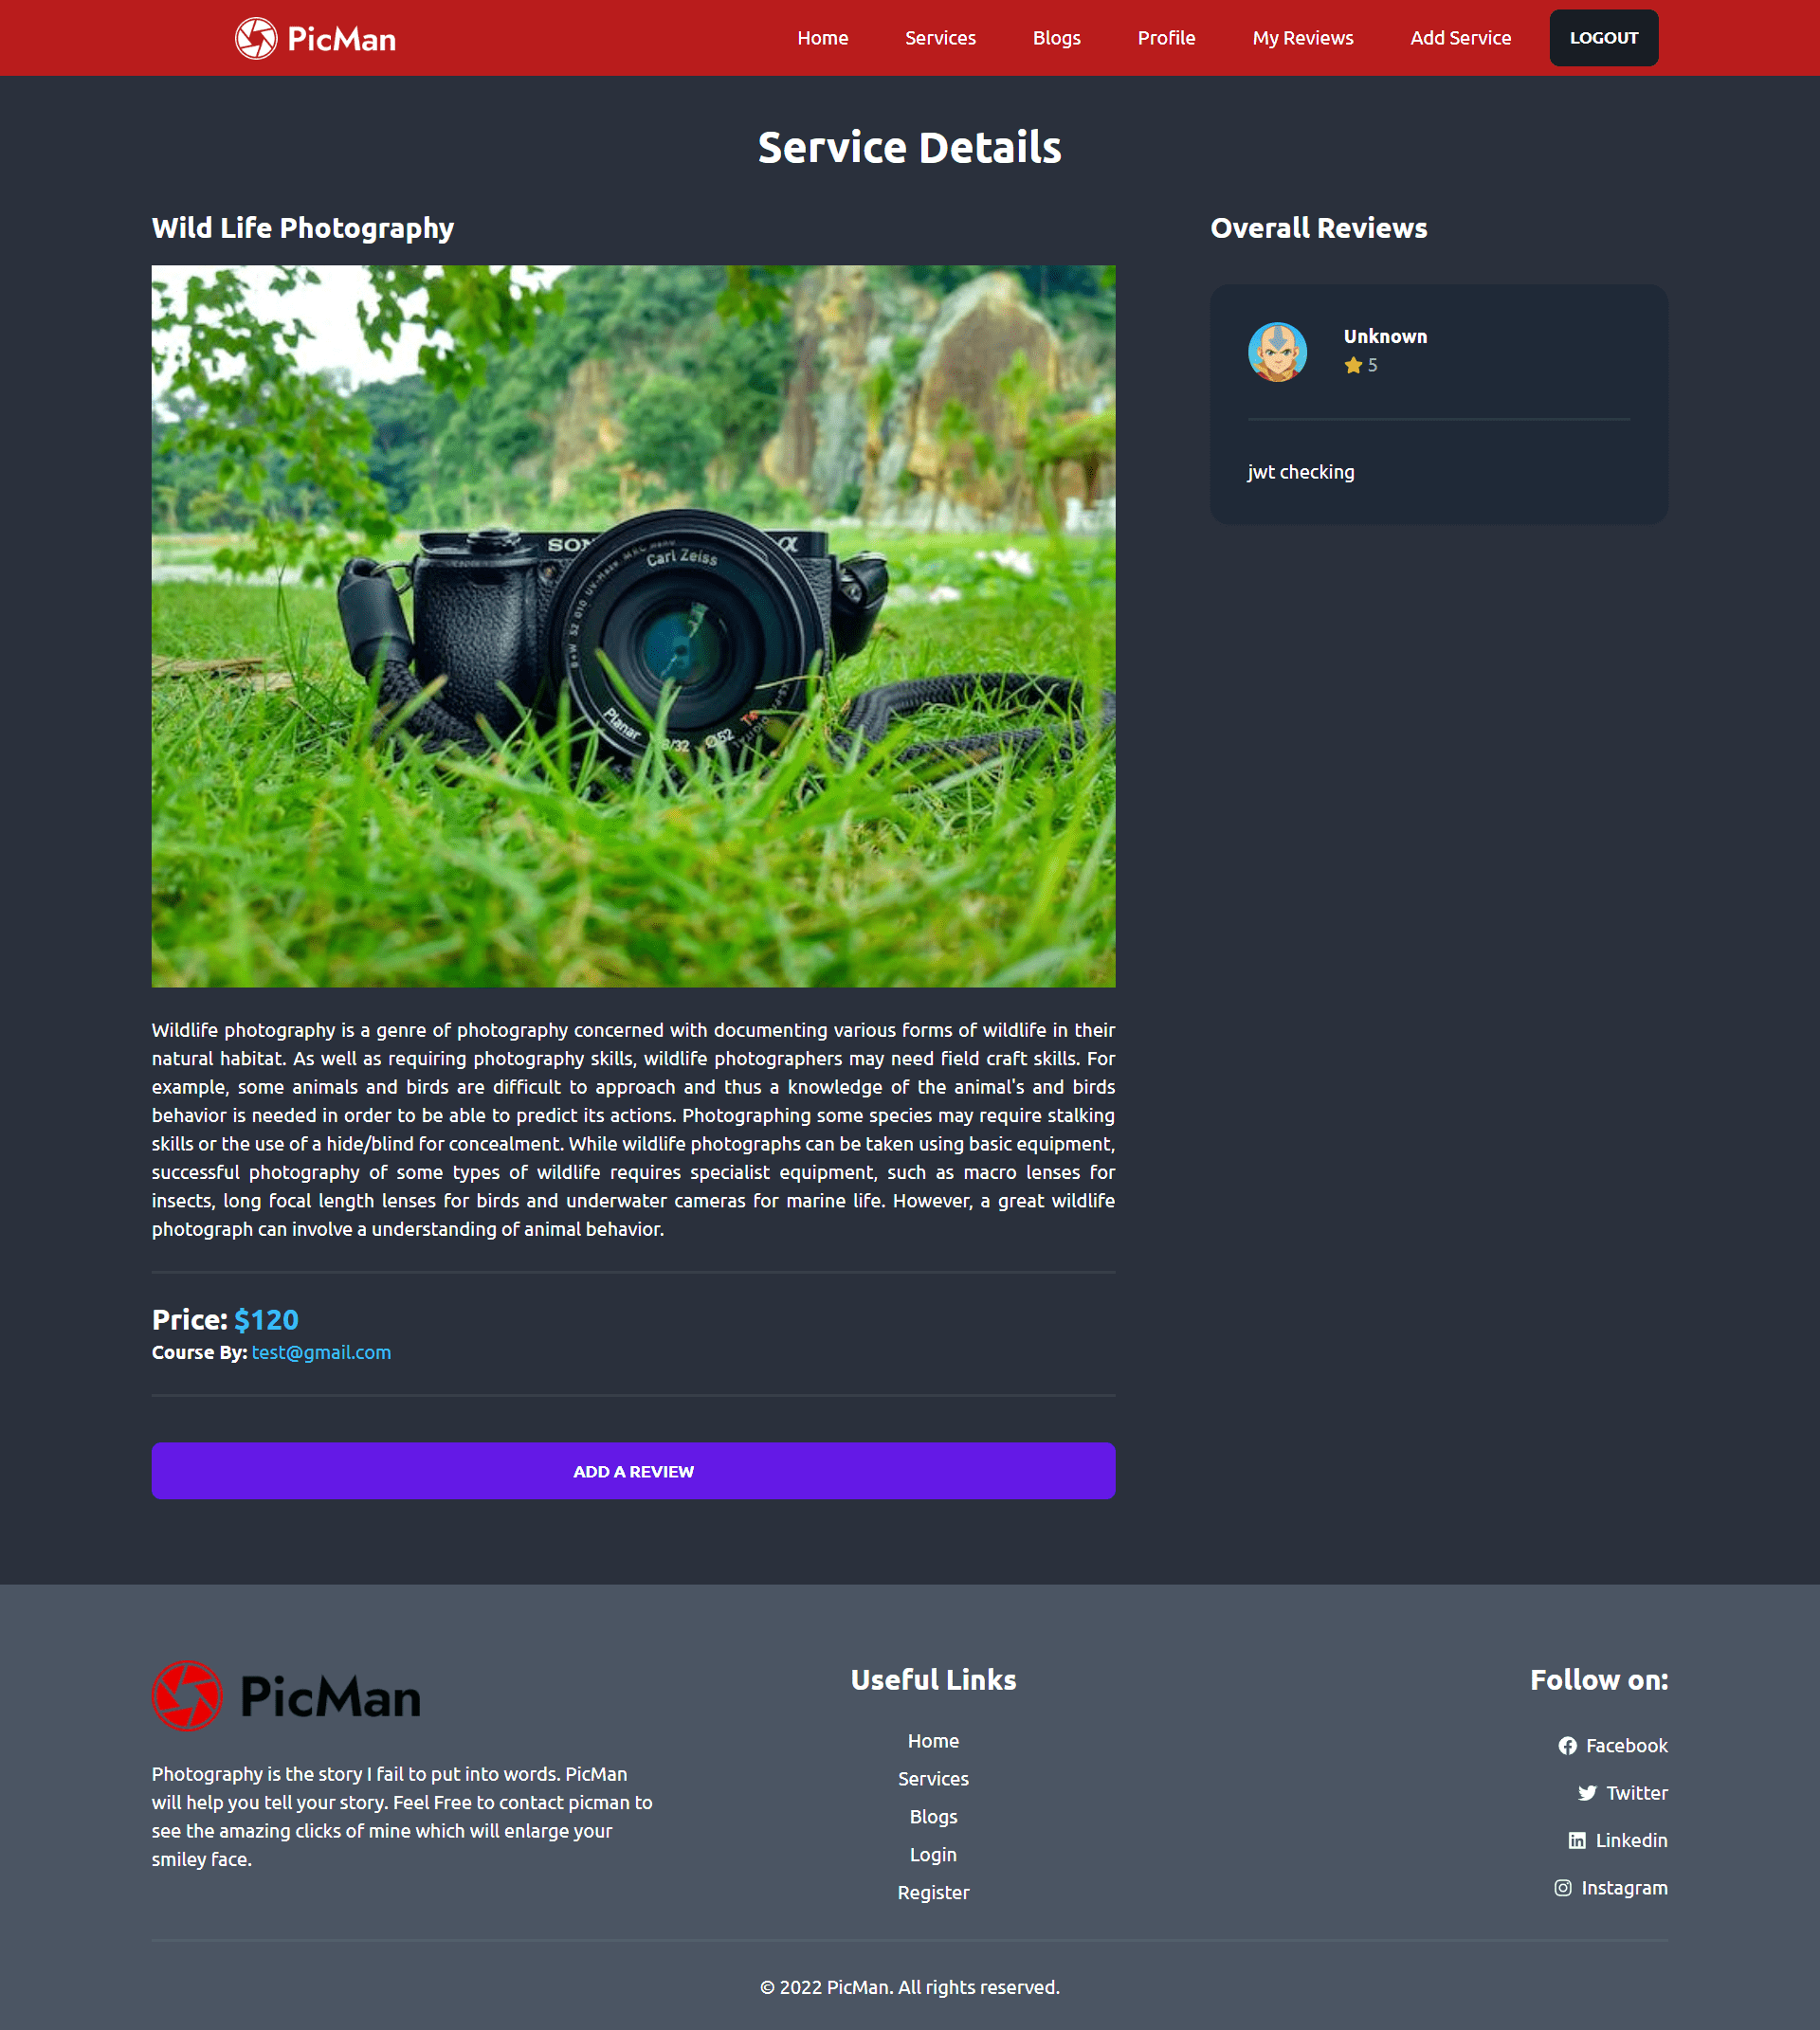 PicMan
Home
Services
Blogs
Profile
My Reviews
Add Service
LOGOUT
Service Details
Wild Life Photography
SON α
Carl Zeiss
Planar
Ø52
Wildlife photography is a genre of photography concerned with documenting various forms of wildlife in their
natural habitat. As well as requiring photography skills, wildlife photographers may need field craft skills. For
example, some animals and birds are difficult to approach and thus a knowledge of the animal's and birds
behavior is needed in order to be able to predict its actions. Photographing some species may require stalking
skills or the use of a hide/blind for concealment. While wildlife photographs can be taken using basic equipment,
successful photography of some types of wildlife requires specialist equipment, such as macro lenses for
insects, long focal length lenses for birds and underwater cameras for marine life. However, a great wildlife
photograph can involve a understanding of animal behavior.
Price: $120
Course By: test@gmail.com
ADD A REVIEW
Overall Reviews
Unknown
5
jwt checking
PicMan
Photography is the story I fail to put into words. PicMan
will help you tell your story. Feel Free to contact picman to
see the amazing clicks of mine which will enlarge your
smiley face.
Useful Links
Home
Services
Blogs
Login
Register
Follow on:
Facebook
Twitter
Linkedin
Instagram
© 2022 PicMan. All rights reserved.